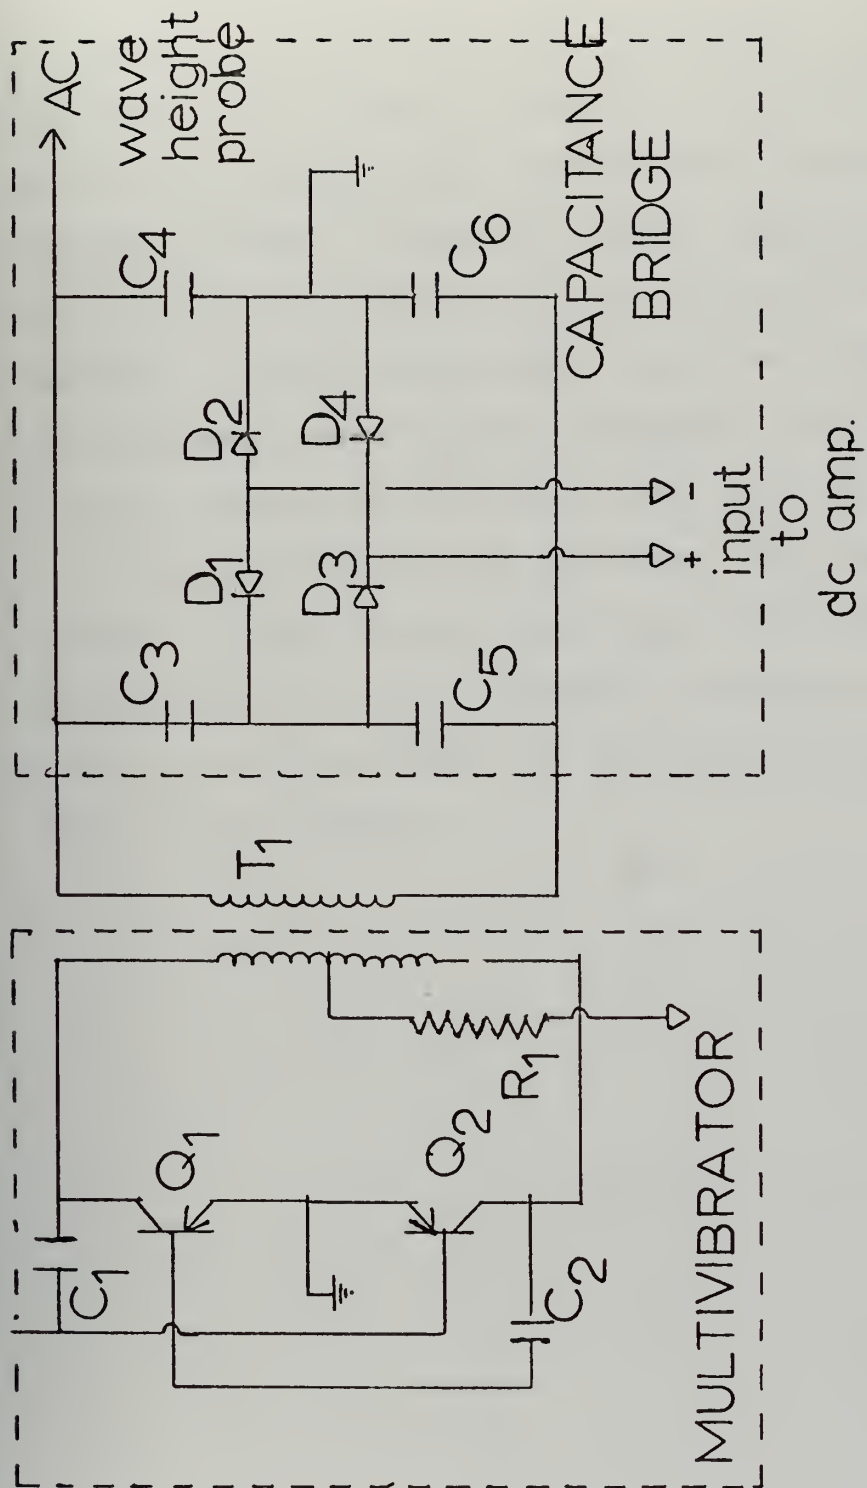 AC
wave
height
probe
C4
C6
D2
D4
D1
D3
C3
C5
CAPACITANCE
BRIDGE
+ -
input
to
dc amp.
T1
Q1
Q2
R1
C1
C2
MULTIVIBRATOR